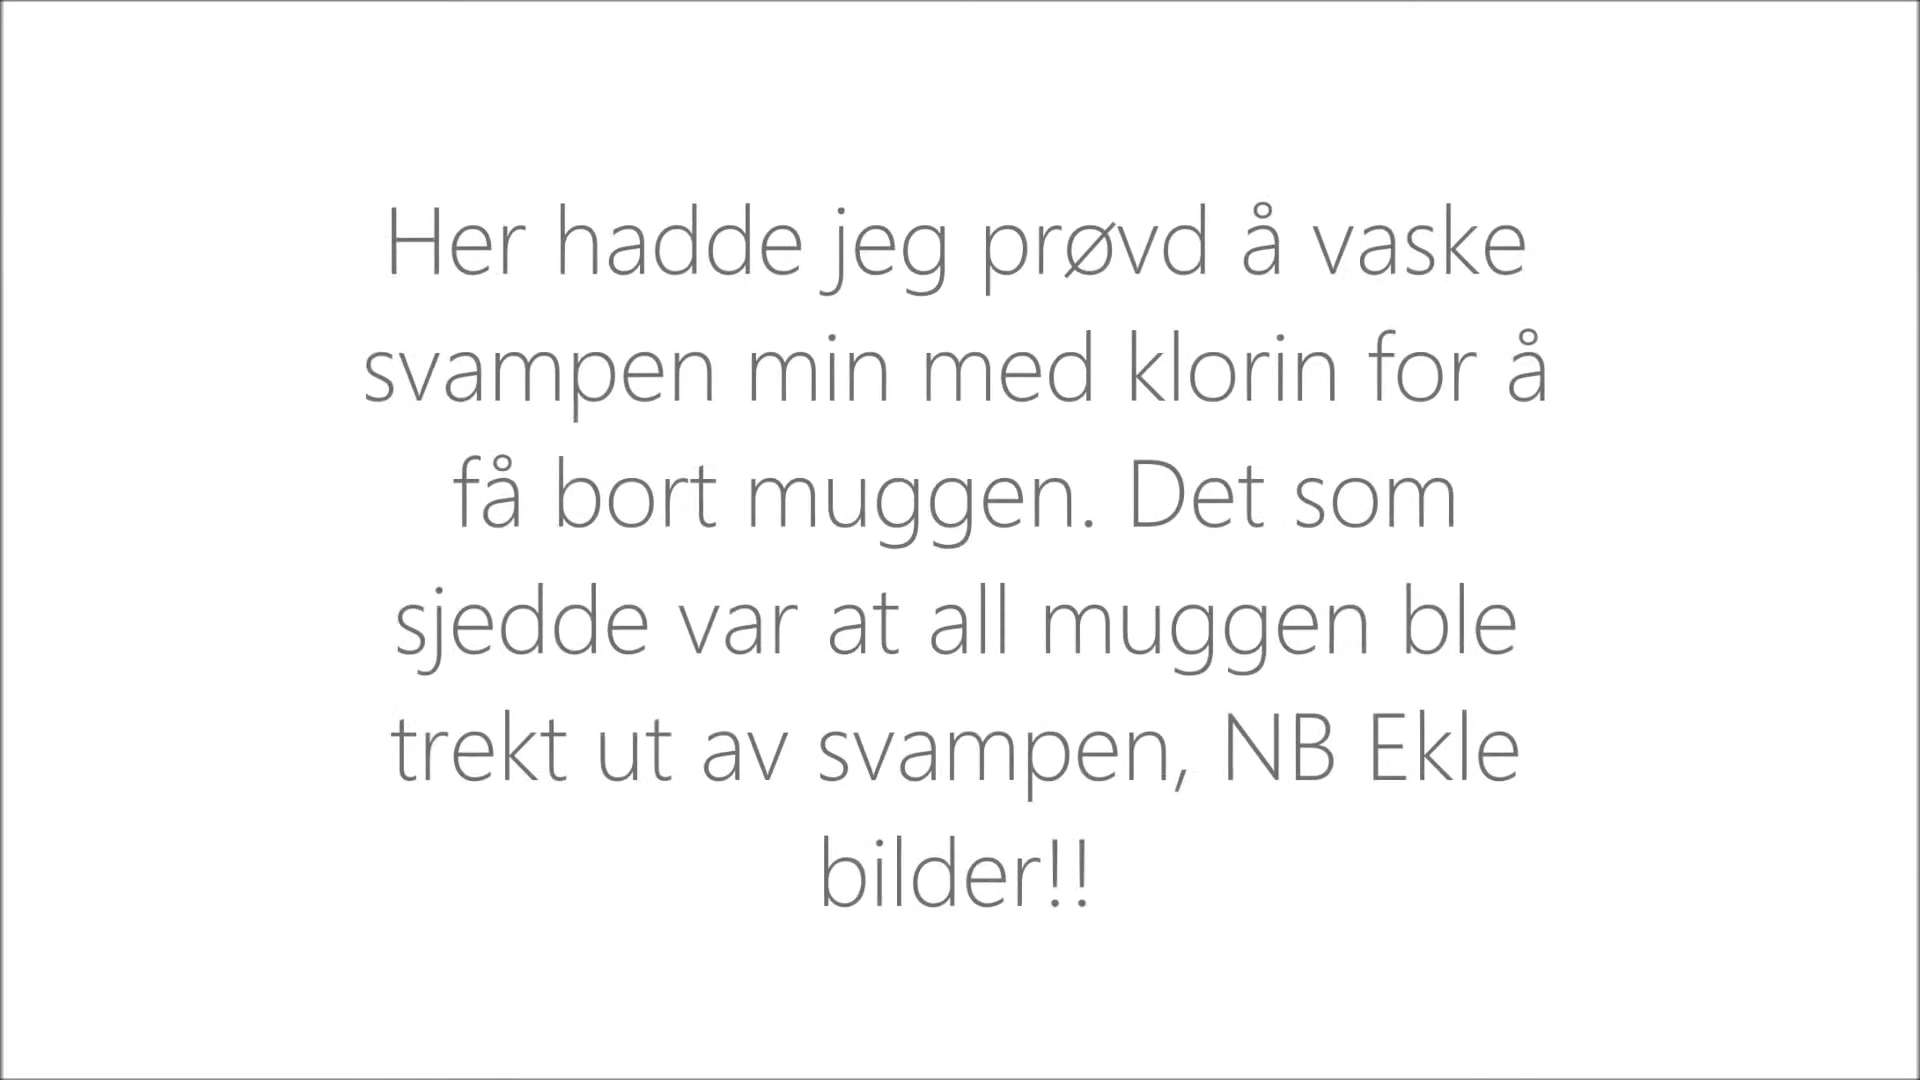 Her hadde jeg prøvd å vaske
svampen min med klorin for å
få bort muggen. Det som
sjedde var at all muggen ble
trekt ut av svampen, NB Ekle
bilder!!